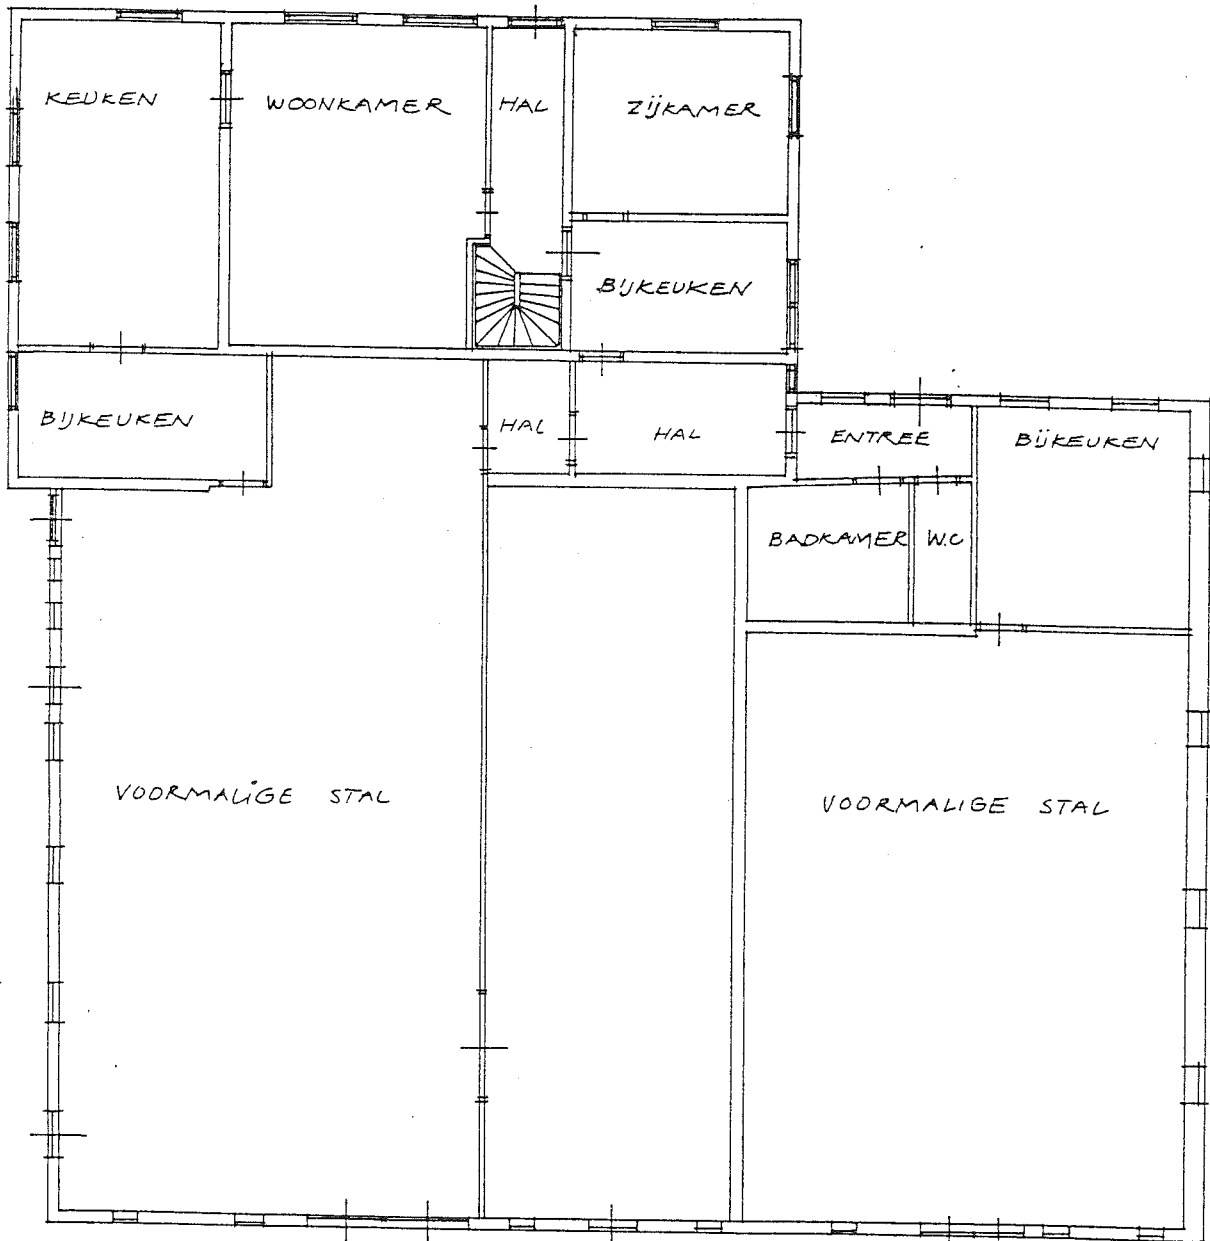 KEUKEN
WOONKAMER
HAL
ZIJKAMER
BIJKEUKEN
BIJKEUKEN
HAL
HAL
ENTREE
BIJKEUKEN
BADKAMER
W.C
VOORMALIGE STAL
VOORMALIGE STAL